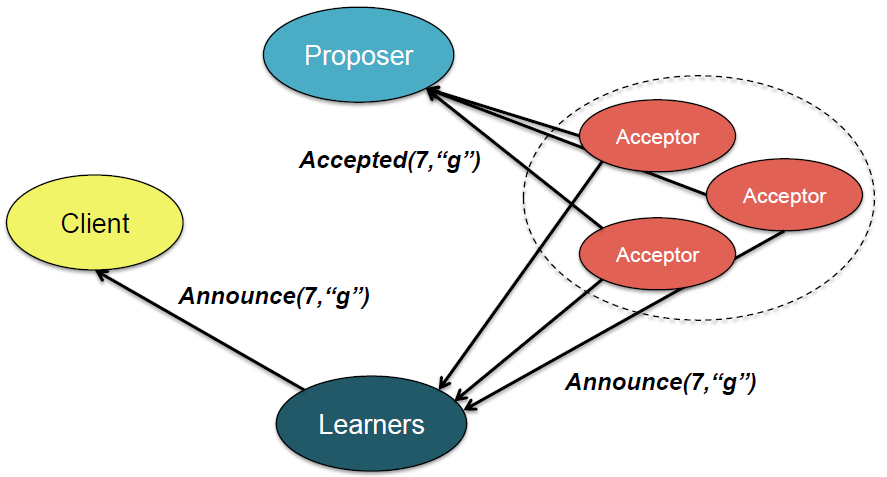 Proposer
Acceptor
Accepted(7,“g”)
Acceptor
Client
Acceptor
Announce(7,“g”)
Announce(7,“g”)
Learners